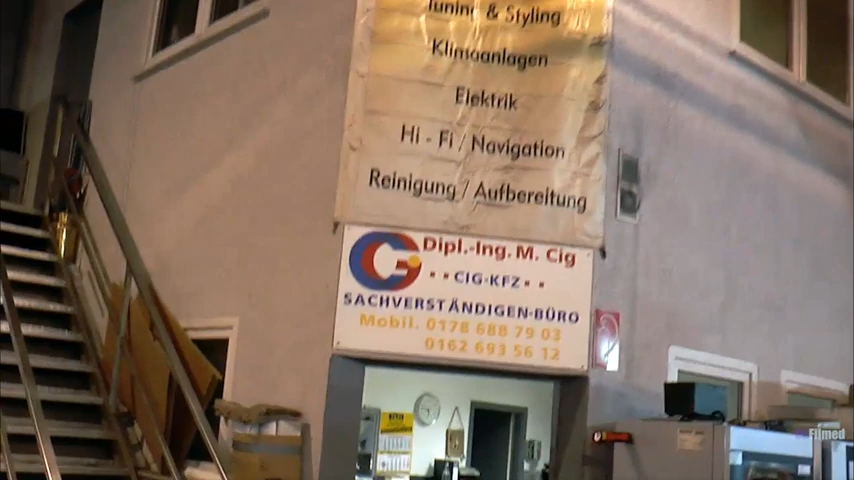 Tuning & Styling
Klimaanlagen
Elektrik
Hi - Fi / Navigation
Reinigung / Aufbereitung
Dipl.-Ing. M. Cig
CIG-KFZ
SACHVERSTÄNDIGEN-BÜRO
Mobil. 0178 688 79 03
0162 693 56 12
Filmed